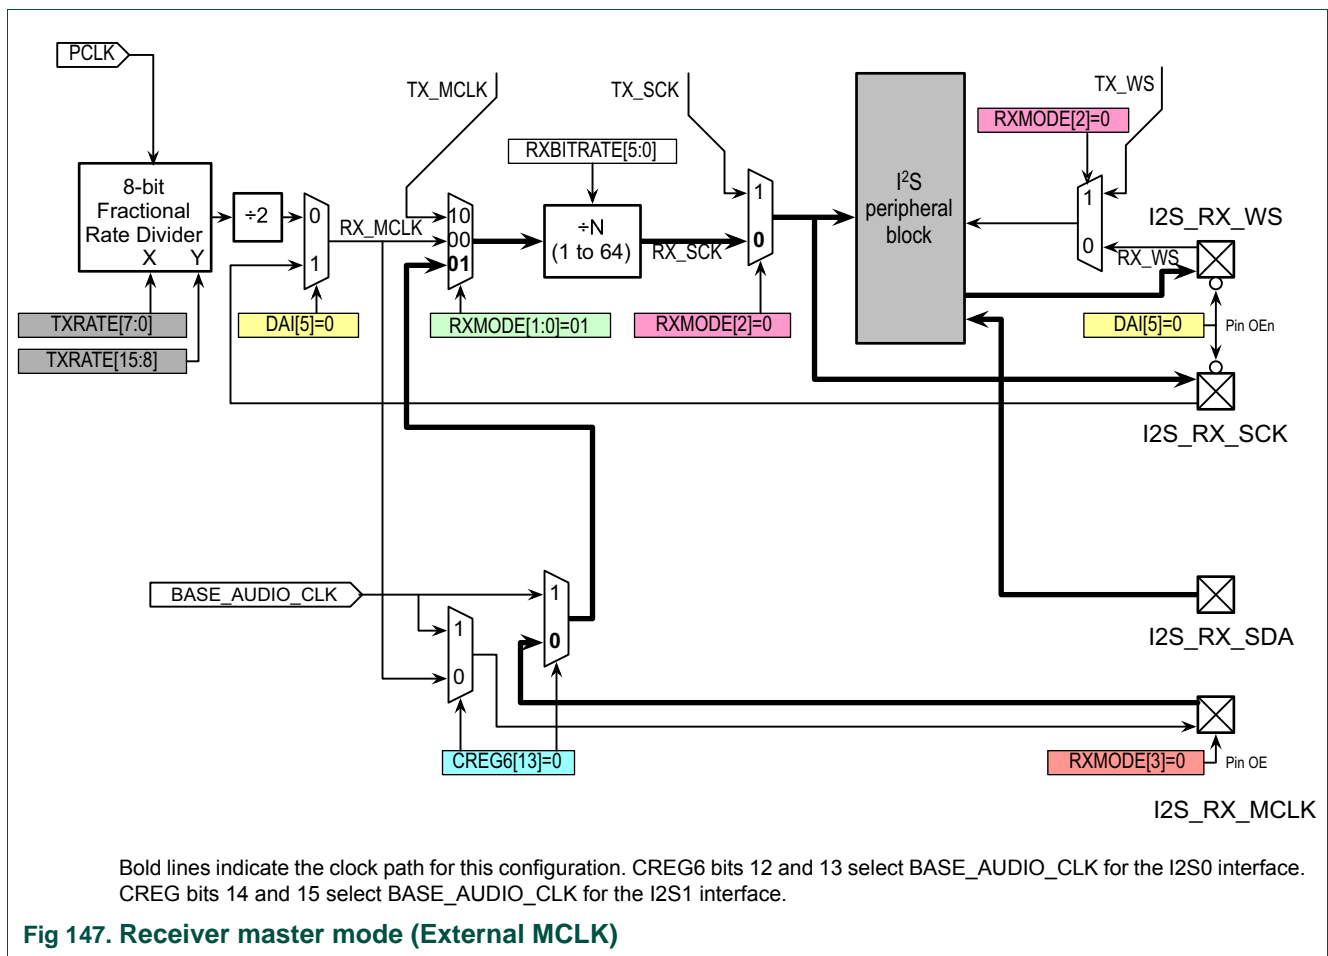 PCLK
TX_MCLK
TX_SCK
TX_WS
RXMODE[2]=0
RXBITRATE[5:0]
8-bit
Fractional
Rate Divider
X Y
÷2
0
1
RX_MCLK
10
00
01
÷N
(1 to 64)
RX_SCK
1
0
I²S
peripheral
block
1
0
RX_WS
I2S_RX_WS
TXRATE[7:0]
DAI[5]=0
RXMODE[1:0]=01
RXMODE[2]=0
DAI[5]=0
Pin OEn
TXRATE[15:8]
I2S_RX_SCK
BASE_AUDIO_CLK
1
0
1
0
I2S_RX_SDA
CREG6[13]=0
RXMODE[3]=0
Pin OE
I2S_RX_MCLK
Bold lines indicate the clock path for this configuration. CREG6 bits 12 and 13 select BASE_AUDIO_CLK for the I2S0 interface.
CREG bits 14 and 15 select BASE_AUDIO_CLK for the I2S1 interface.
Fig 147. Receiver master mode (External MCLK)